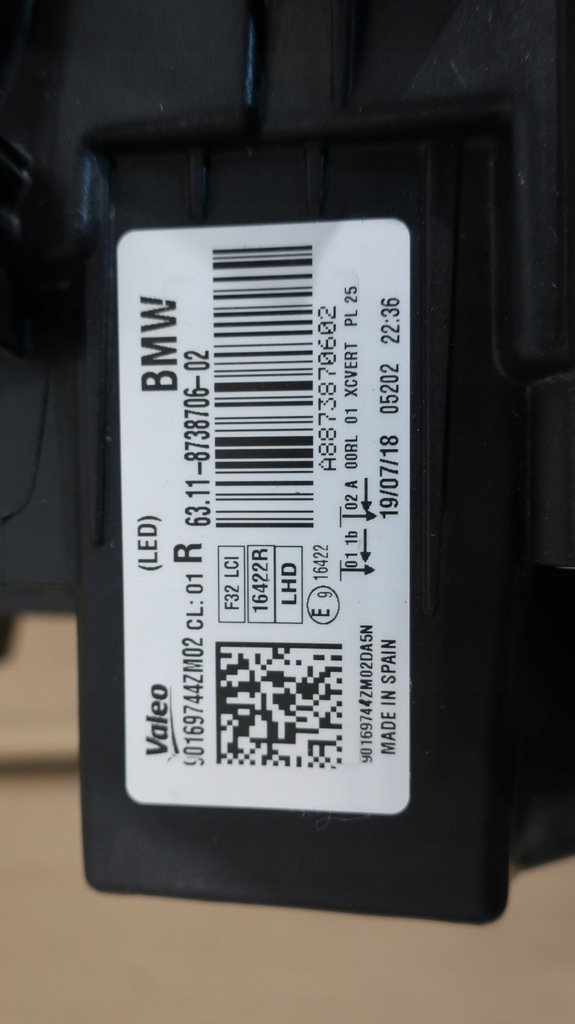 Valeo (LED) BMW
90169744ZM02 CL: 01 R 63.11-8738706-02
F32 LCI
16422R
LHD
E 9 16422
A8873870602
01 1b 02 A 00RL 01 XCVERT PL 25
90169744ZM02DA5N
MADE IN SPAIN 19/07/18 05202 22:36